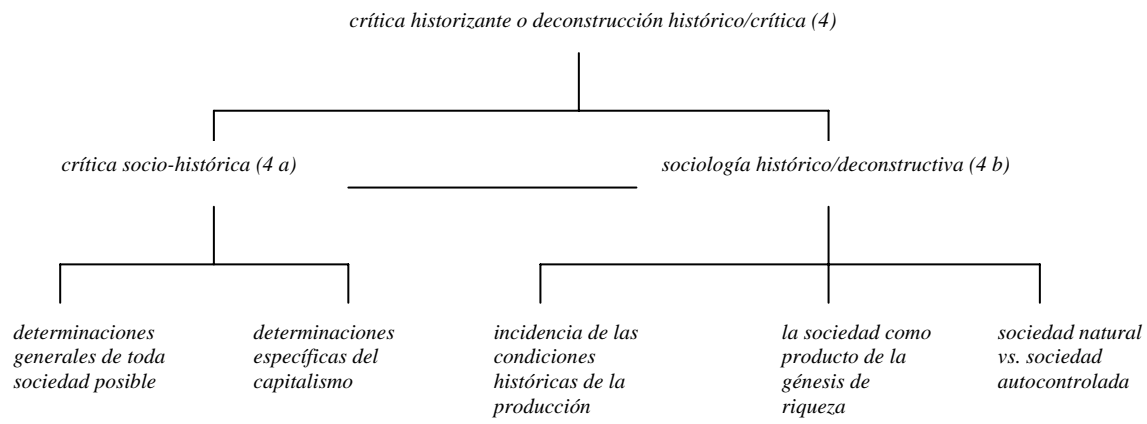 crítica historizante o deconstrucción histórico/crítica (4)
crítica socio-histórica (4 a)
sociología histórico/deconstructiva (4 b)
determinaciones
generales de toda
sociedad posible
determinaciones
específicas del
capitalismo
incidencia de las
condiciones
históricas de la
producción
la sociedad como
producto de la
génesis de
riqueza
sociedad natural
vs. sociedad
autocontrolada